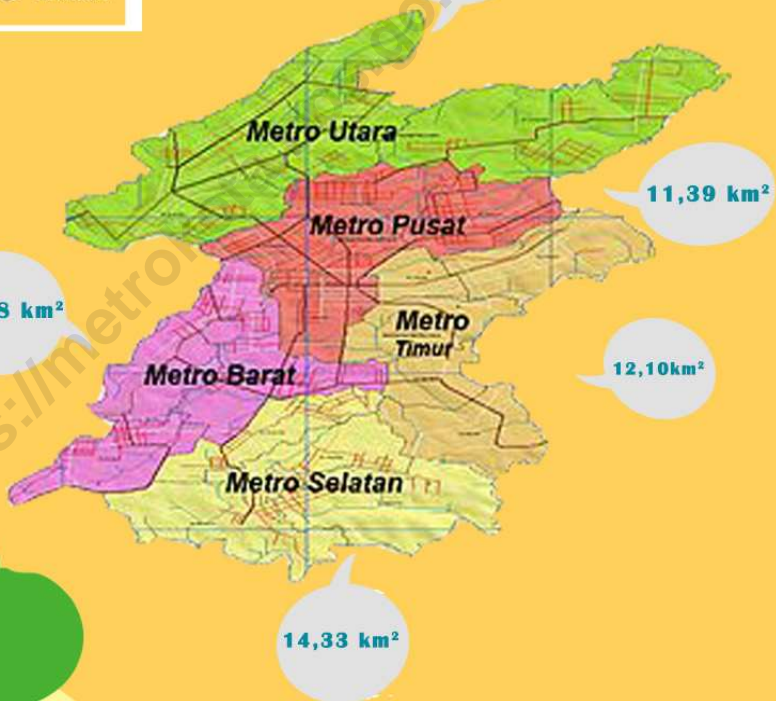 Metro Utara
11,39 km²
Metro Pusat
8 km²
Metro
Timur
12,10km²
Metro Barat
Metro Selatan
14,33 km²